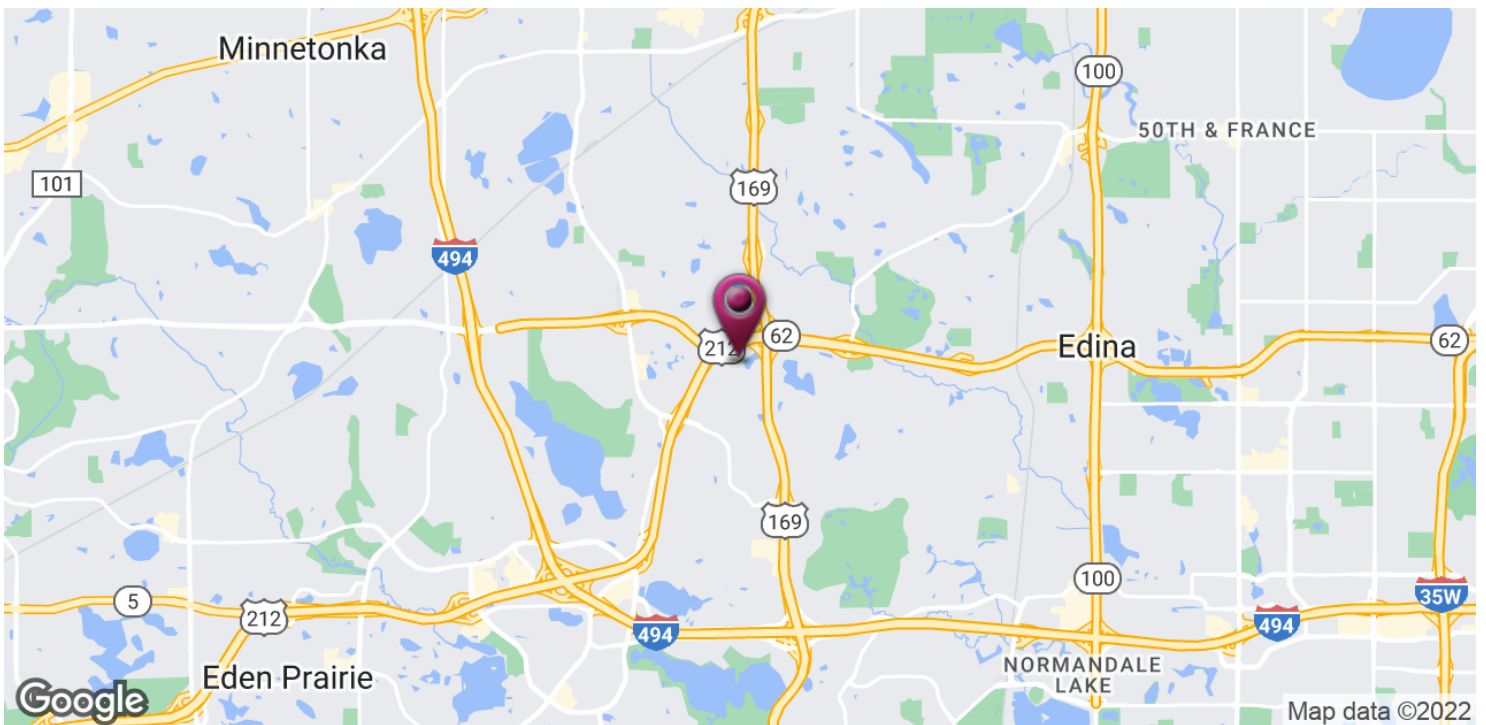 Minnetonka
100
50TH & FRANCE
101
169
494
62
212
Edina
62
169
100
5
212
494
494
35W
Eden Prairie
NORMANDALE
LAKE
Google
Map data ©2022